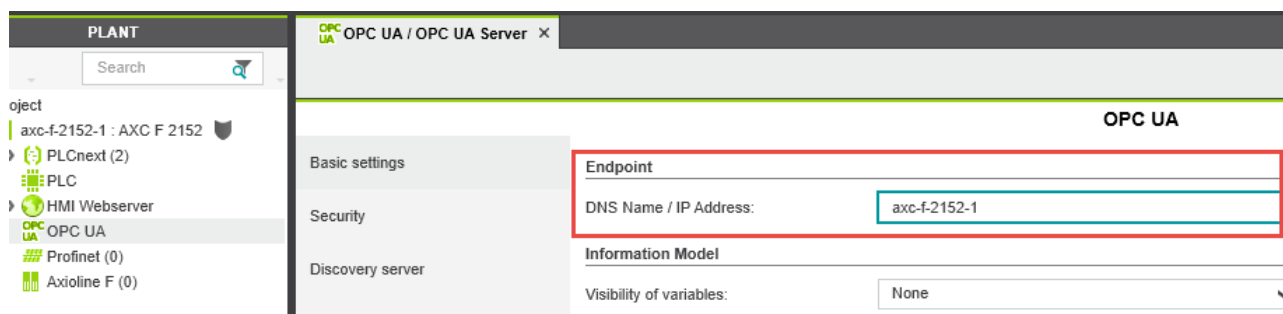 PLANT
OPC UA OPC UA / OPC UA Server ×
Search
OPC UA
oject
axc-f-2152-1 : AXC F 2152
PLCnext (2)
PLC
HMI Webserver
OPC UA OPC UA
Profinet (0)
Axioline F (0)
Basic settings
Security
Discovery server
Endpoint
DNS Name / IP Address: axc-f-2152-1
Information Model
Visibility of variables: None